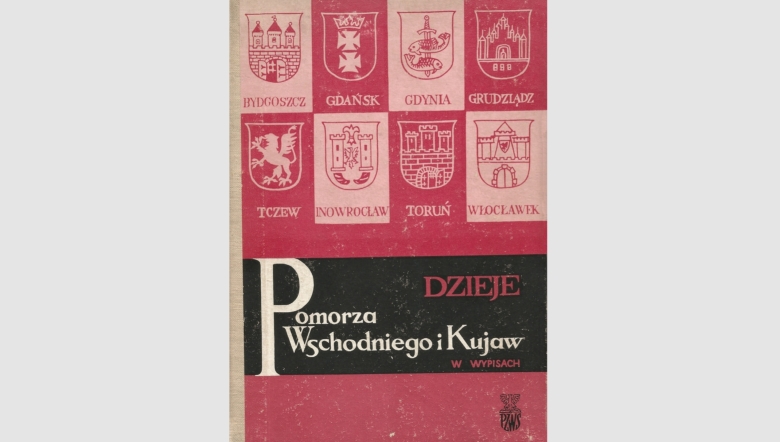 BYDGOSZCZ GDAŃSK GDYNIA GRUDZIĄDZ
TCZEW INOWROCŁAW TORUŃ WŁOCŁAWEK
DZIEJE
Pomorza
Wschodniego i Kujaw
W WYPISACH
PZWS